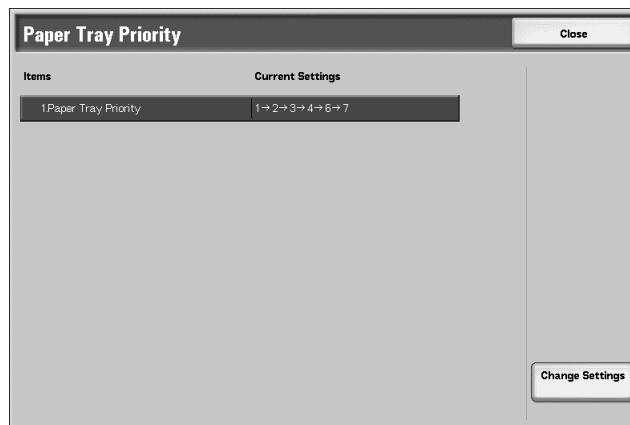 Paper Tray Priority
Close
Items
Current Settings
1.Paper Tray Priority
1→2→3→4→6→7
Change Settings